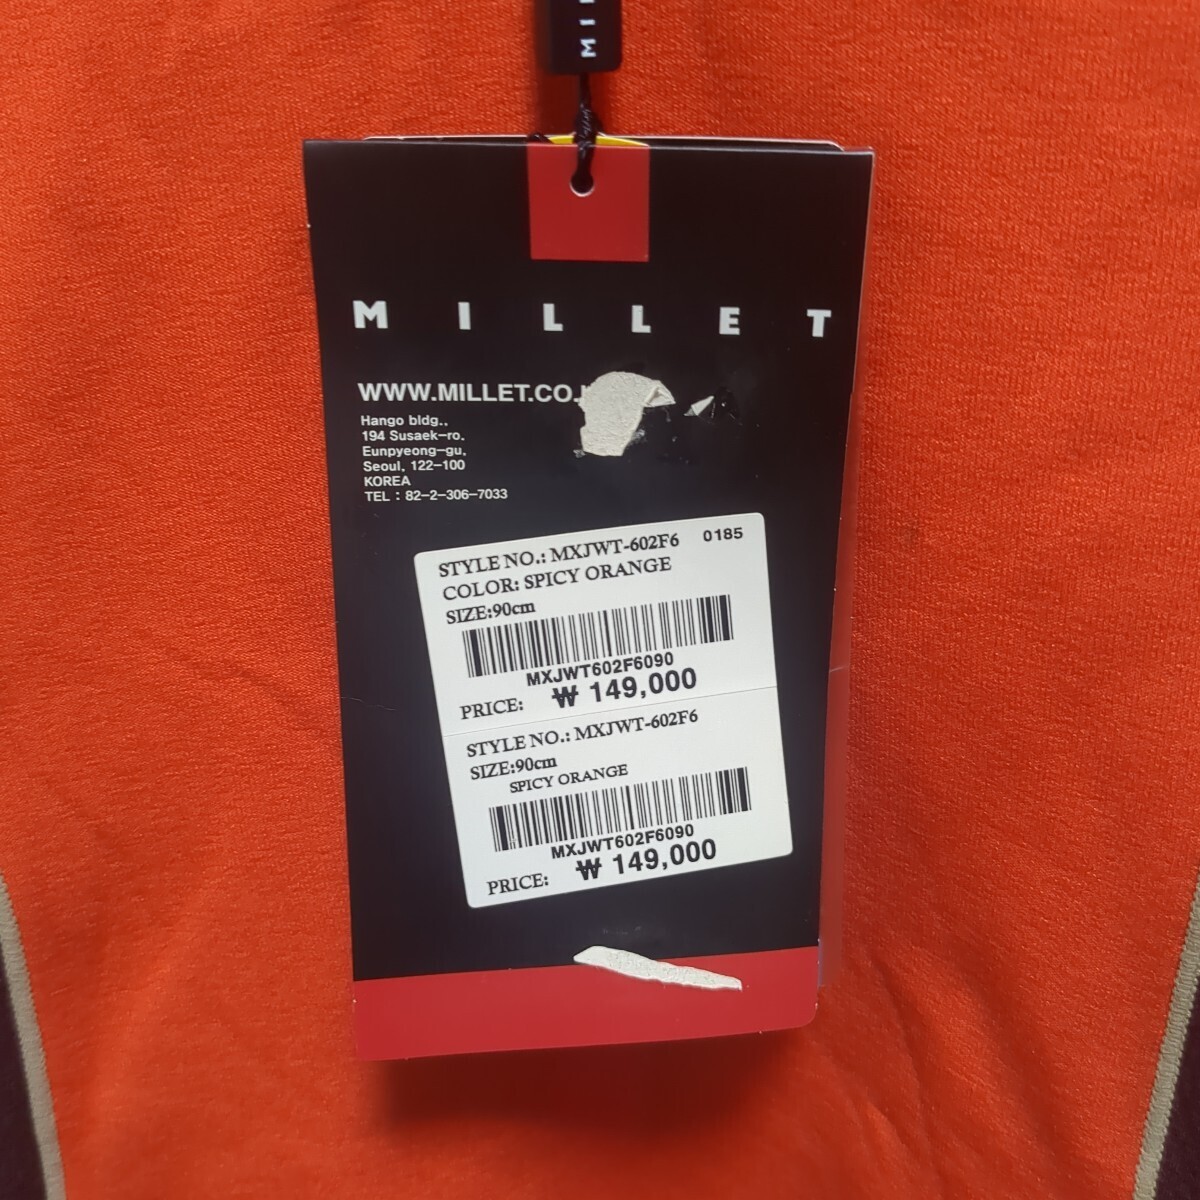 MIL
MILLET
WWW.MILLET.CO.
Hango bldg.,
194 Susaek-ro,
Eunpyeong-gu,
Seoul, 122-100
KOREA
TEL : 82-2-306-7033
STYLE NO.: MXJWT-602F6 0185
COLOR: SPICY ORANGE
SIZE:90cm
MXJWT602F6090
PRICE: ₩ 149,000
STYLE NO.: MXJWT-602F6
SIZE:90cm
SPICY ORANGE
MXJWT602F6090
PRICE: ₩ 149,000